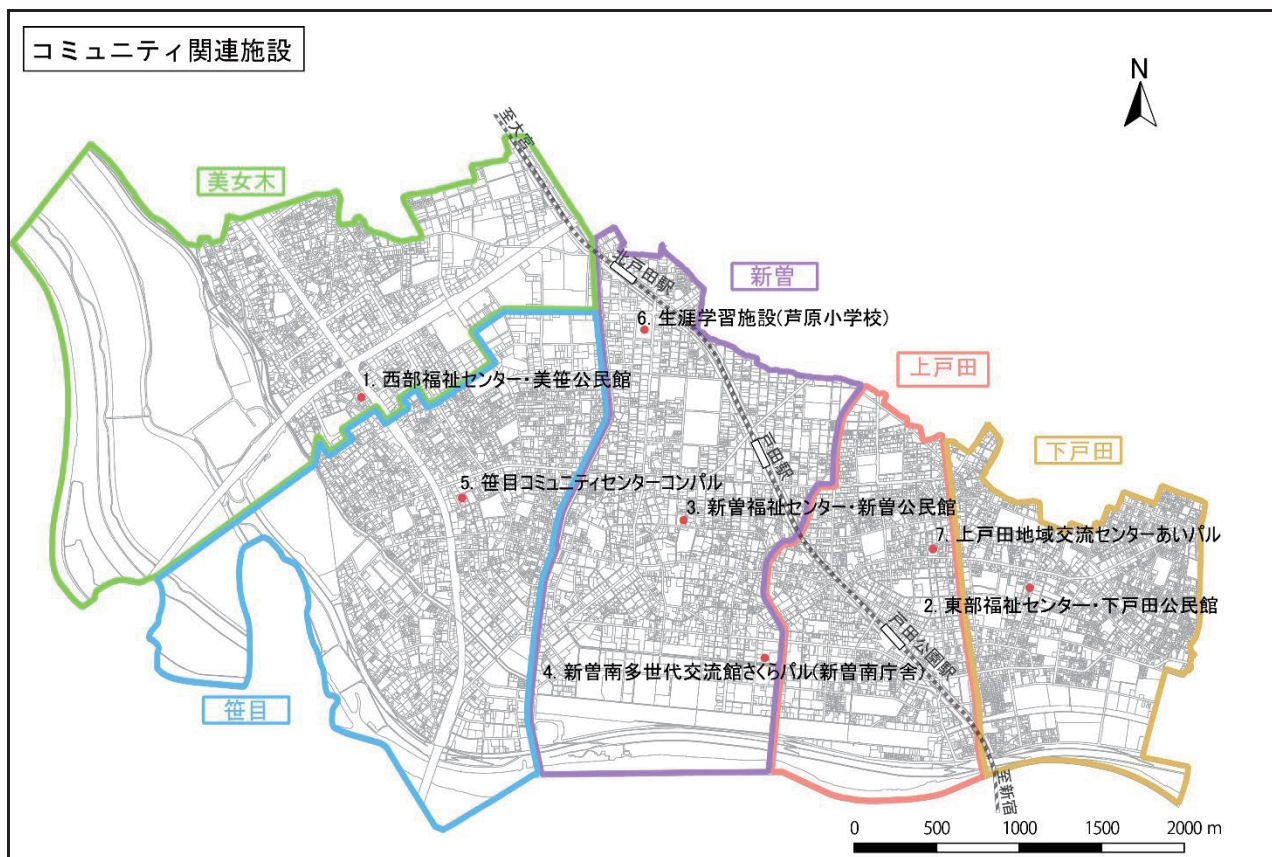 コミュニティ関連施設
N
至大宮
美女木
北戸田駅
新曽
6. 生涯学習施設(芦原小学校)
上戸田
1. 西部福祉センター・美笹公民館
戸田駅
下戸田
5. 笹目コミュニティセンターコンパル
3. 新曽福祉センター・新曽公民館
7. 上戸田地域交流センターあいパル
2. 東部福祉センター・下戸田公民館
戸田公園駅
4. 新曽南多世代交流館さくらパル(新曽南庁舎)
笹目
至新宿
0 500 1000 1500 2000 m